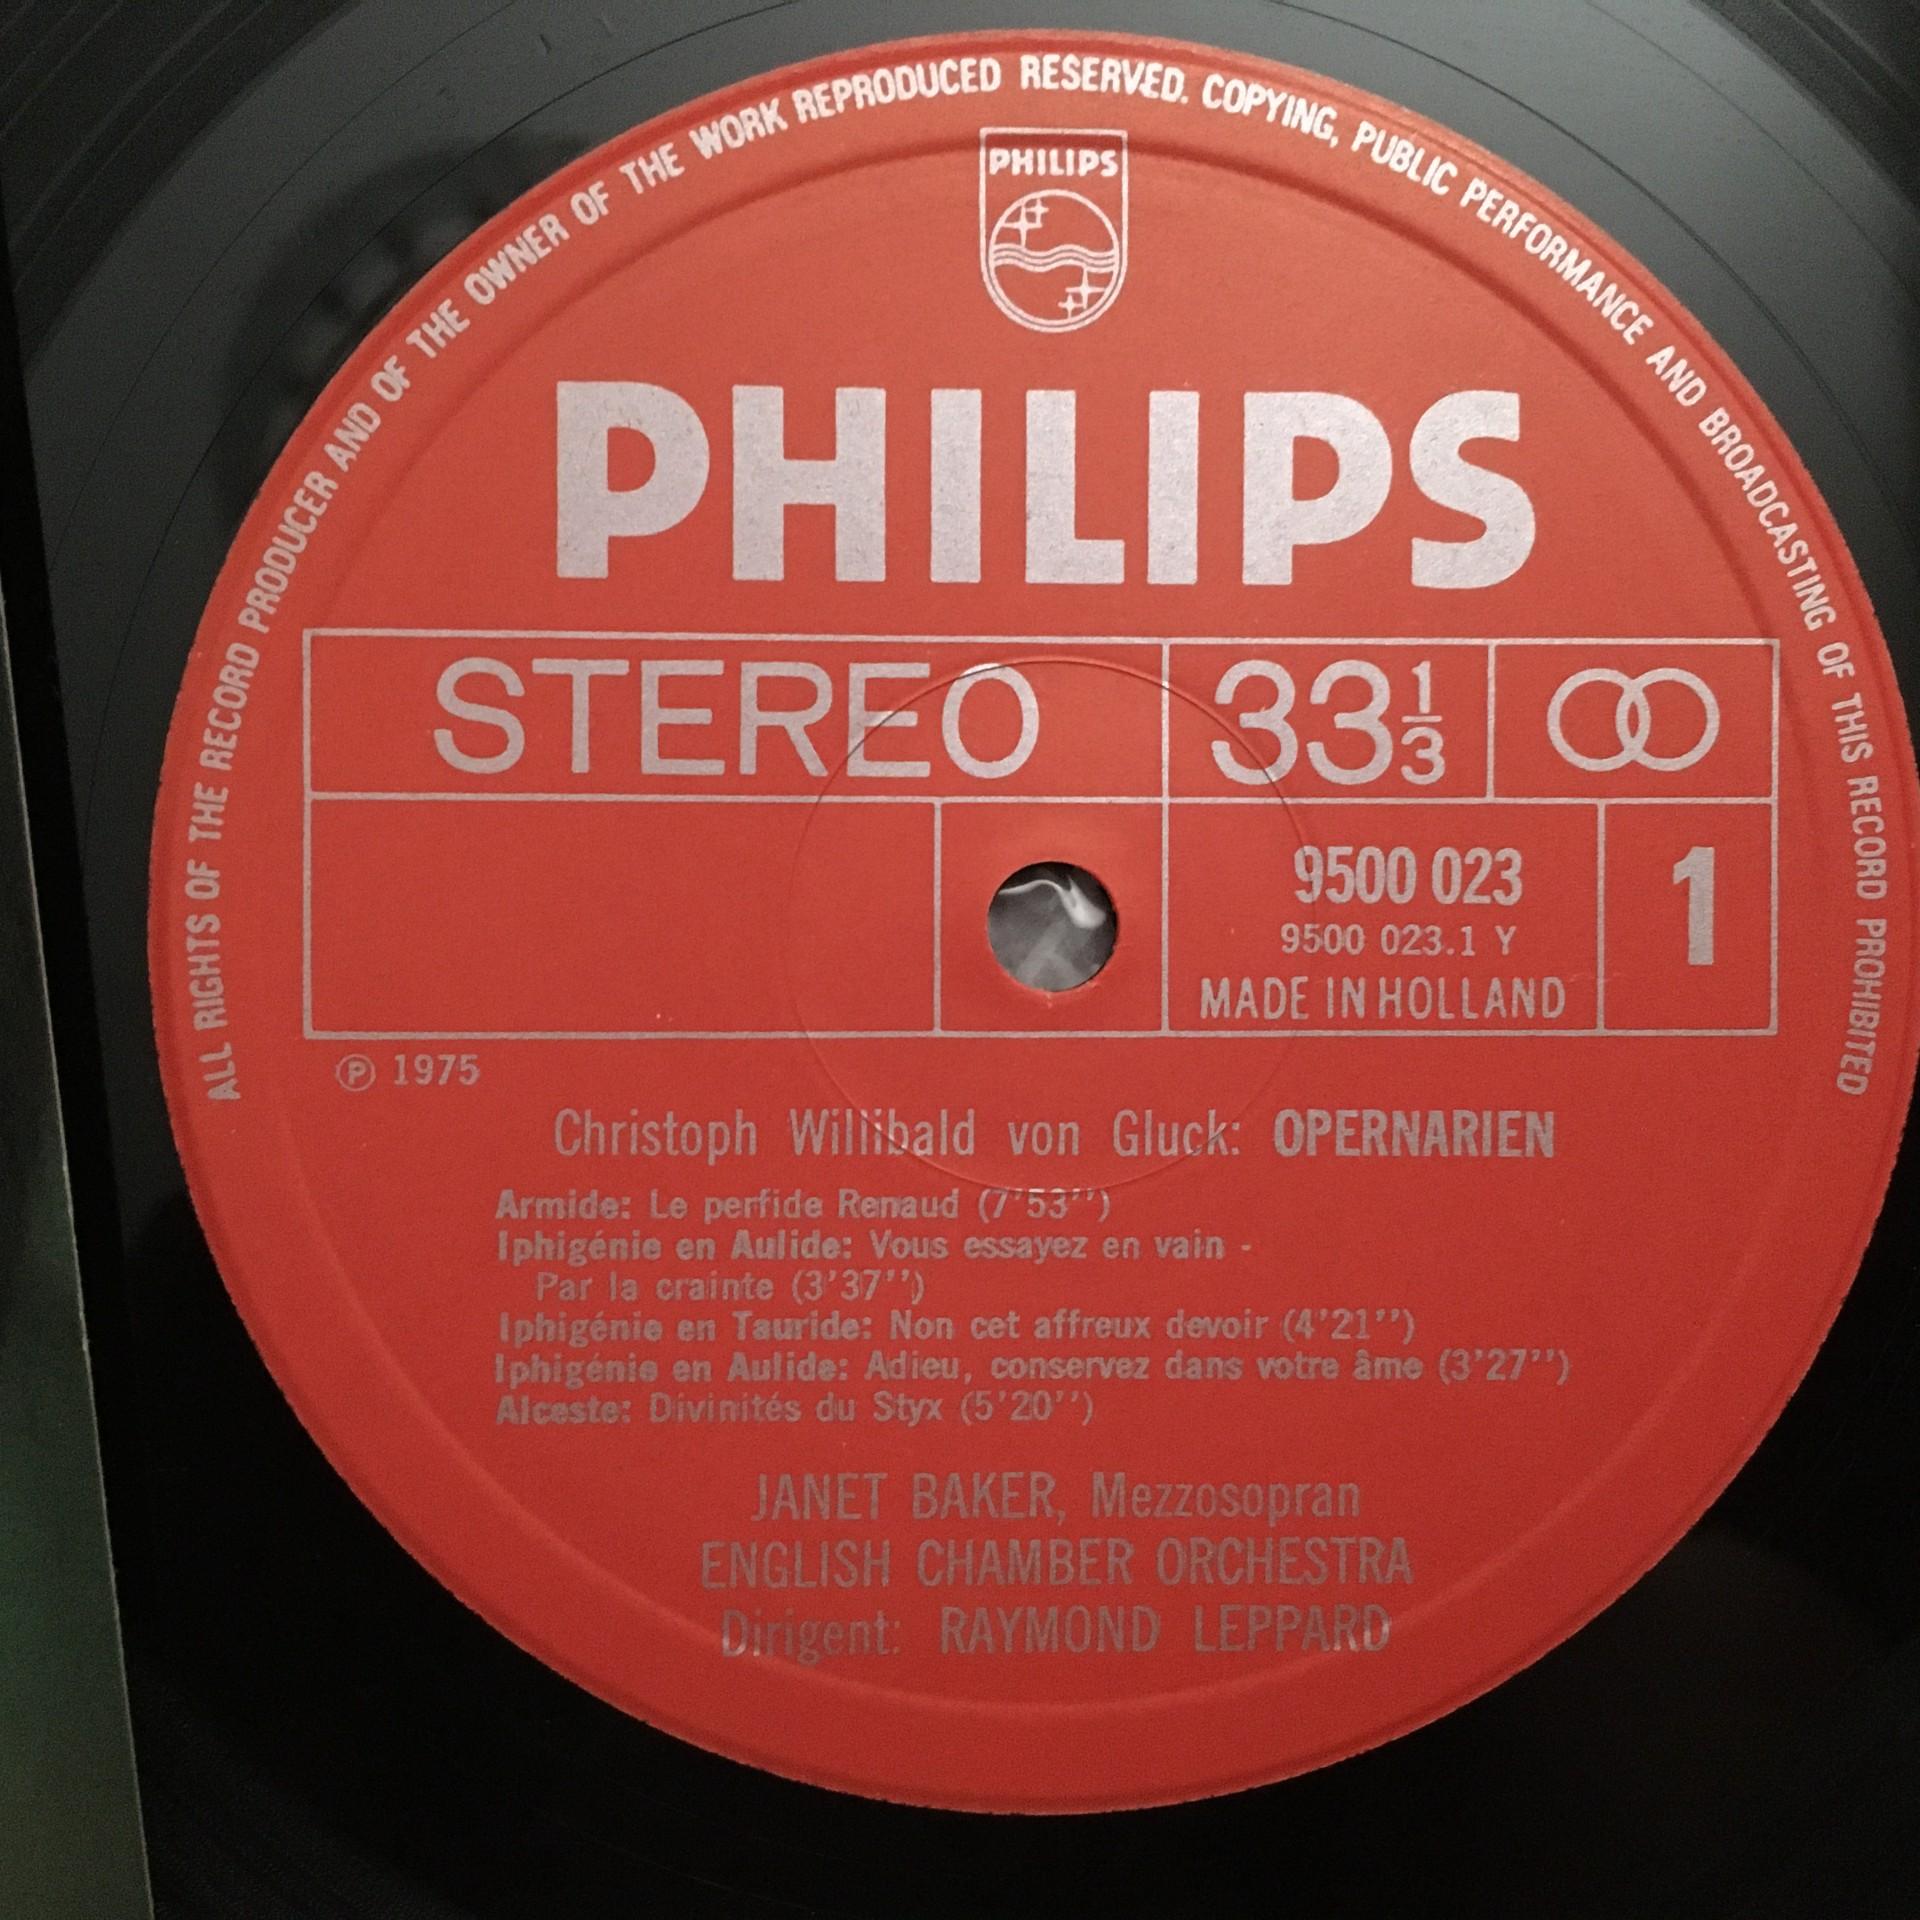 ALL RIGHTS OF THE RECORD PRODUCER AND OF THE OWNER OF THE WORK REPRODUCED RESERVED. COPYING, PUBLIC PERFORMANCE AND BROADCASTING OF THIS RECORD PROHIBITED
PHILIPS
PHILIPS
STEREO 33 1/3
9500 023 1
9500 023.1 Y
MADE IN HOLLAND
℗ 1975
Christoph Willibald von Gluck: OPERNARIEN
Armide: Le perfide Renaud (7'53'')
Iphigénie en Aulide: Vous essayez en vain -
Par la crainte (3'37'')
Iphigénie en Tauride: Non cet affreux devoir (4'21'')
Iphigénie en Aulide: Adieu, conservez dans votre âme (3'27'')
Alceste: Divinités du Styx (5'20'')
JANET BAKER, Mezzosopran
ENGLISH CHAMBER ORCHESTRA
Dirigent: RAYMOND LEPPARD